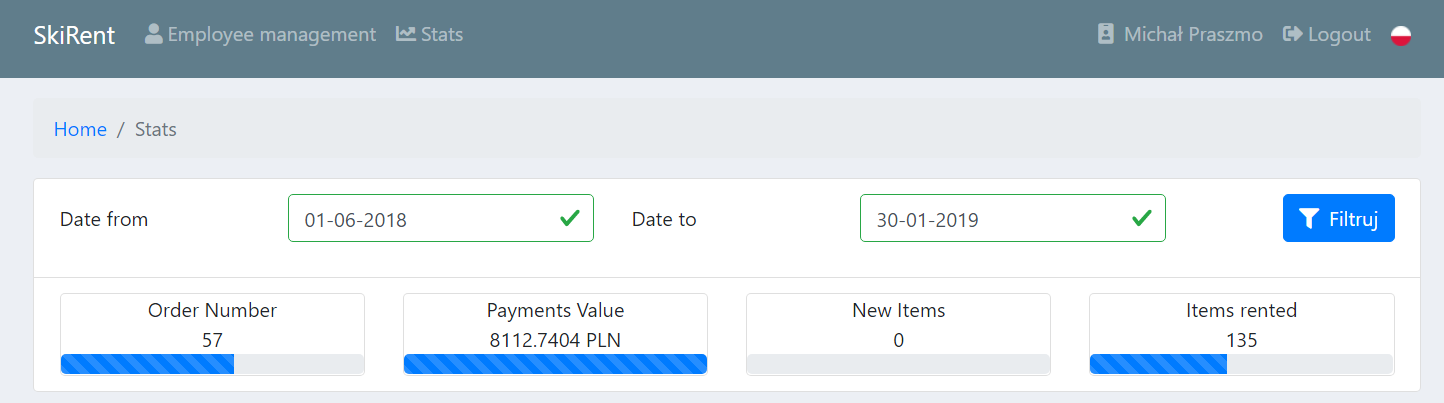 SkiRent Employee management Stats Michał Praszmo Logout
Home / Stats
Date from 01-06-2018 Date to 30-01-2019 Filtruj
Order Number Payments Value New Items Items rented
57 8112.7404 PLN 0 135